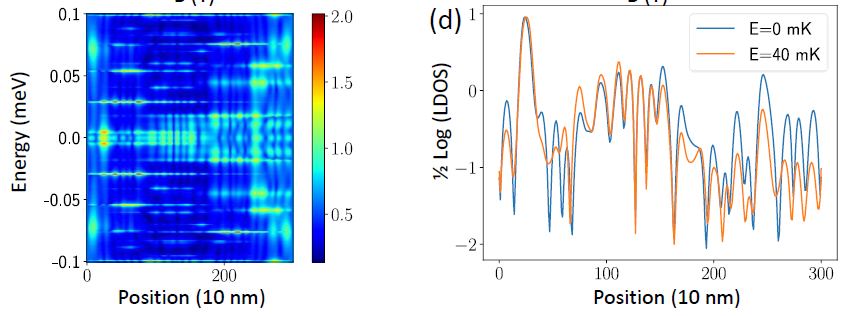 (d)
0.1
0.05
0.0
-0.05
-0.1
Energy (meV)
0
200
Position (10 nm)
2.0
1.5
1.0
0.5
1
0
−1
−2
½ Log (LDOS)
E=0 mK
E=40 mK
0
100
200
300
Position (10 nm)